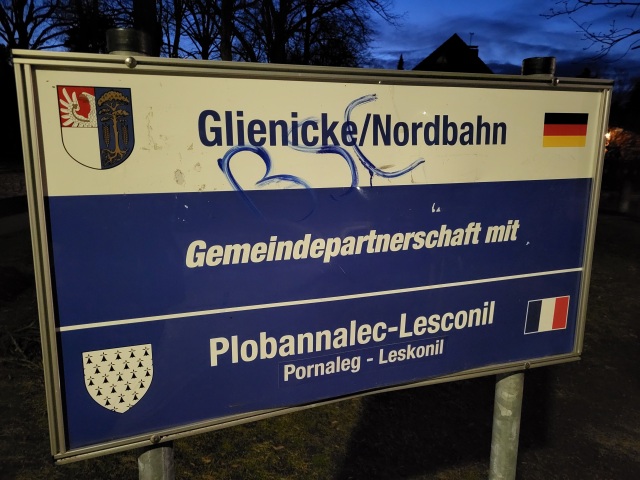 Glienicke/Nordbahn
Gemeindepartnerschaft mit
Plobannalec-Lesconil
Pornaleg - Leskonil